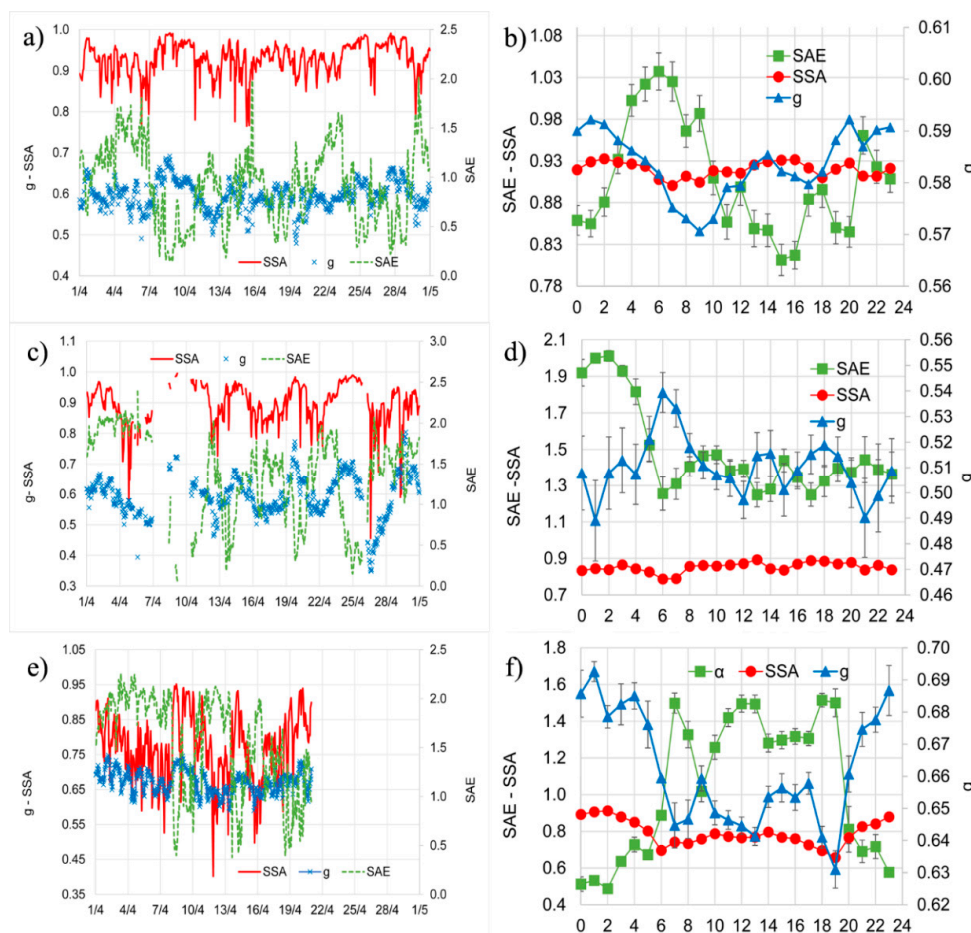 a)
1.0
0.9
0.8
0.7
0.6
0.5
0.4
g - SSA
2.5
2.0
1.5
1.0
0.5
0.0
SAE
SSA g SAE
1/4 4/4 7/4 10/4 13/4 16/4 19/4 22/4 25/4 28/4 1/5
b)
1.08
1.03
0.98
0.93
0.88
0.83
0.78
SAE - SSA
0.61
0.60
0.59
0.58
0.57
0.56
g
SAE
SSA
g
0 2 4 6 8 10 12 14 16 18 20 22 24
c)
1.1
1.0
0.9
0.8
0.7
0.6
0.5
0.4
0.3
g- SSA
3.0
2.5
2.0
1.5
1.0
0.5
0.0
SAE
SSA g SAE
1/4 4/4 7/4 10/4 13/4 16/4 19/4 22/4 25/4 28/4 1/5
d)
2.1
1.9
1.7
1.5
1.3
1.1
0.9
0.7
SAE -SSA
0.56
0.55
0.54
0.53
0.52
0.51
0.50
0.49
0.48
0.47
0.46
g
SAE
SSA
g
0 2 4 6 8 10 12 14 16 18 20 22 24
e)
1.05
0.95
0.85
0.75
0.65
0.55
0.45
0.35
g - SSA
2.5
2.0
1.5
1.0
0.5
0.0
SAE
SSA g SAE
1/4 4/4 7/4 10/4 13/4 16/4 19/4 22/4 25/4 28/4 1/5
f)
1.8
1.6
1.4
1.2
1.0
0.8
0.6
0.4
SAE - SSA
0.70
0.69
0.68
0.67
0.66
0.65
0.64
0.63
0.62
g
α SSA g
0 2 4 6 8 10 12 14 16 18 20 22 24